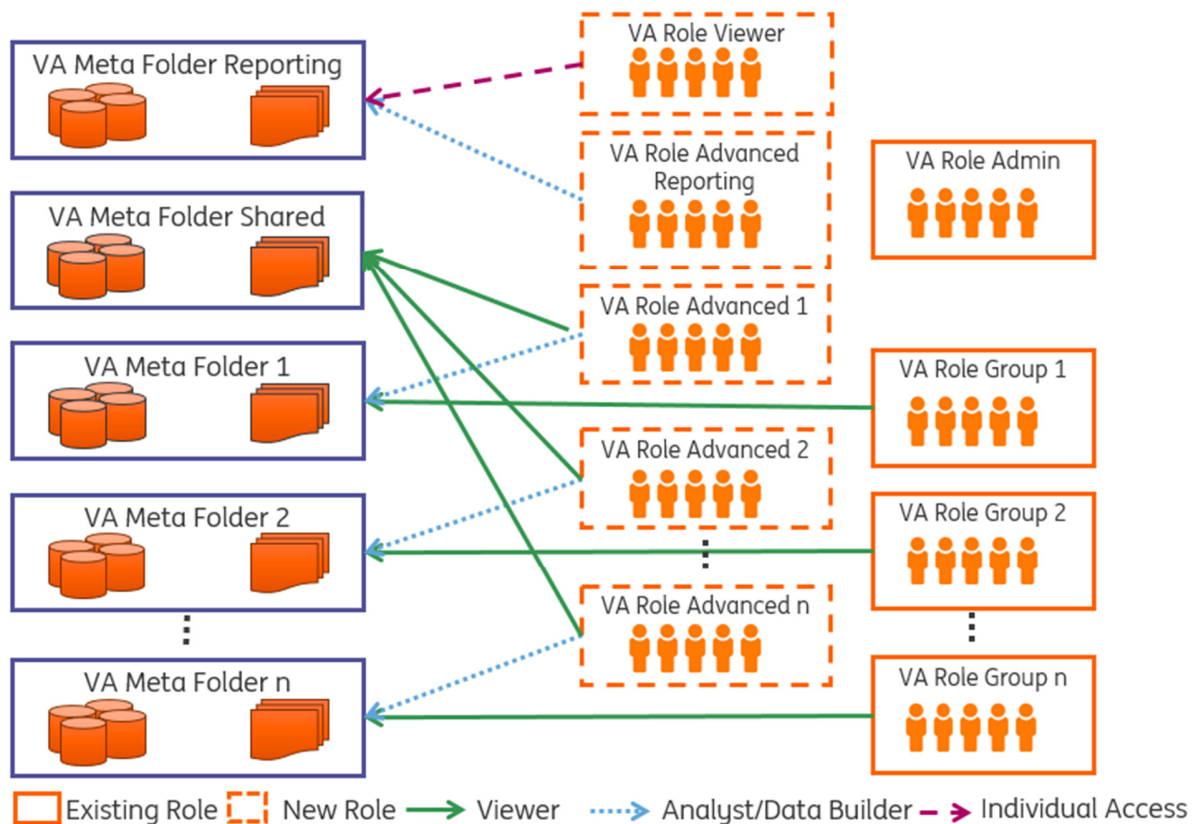 VA Meta Folder Reporting
VA Meta Folder Shared
VA Meta Folder 1
VA Meta Folder 2
⋮
VA Meta Folder n
VA Role Viewer
VA Role Advanced
Reporting
VA Role Advanced 1
VA Role Advanced 2
⋮
VA Role Advanced n
VA Role Admin
VA Role Group 1
VA Role Group 2
⋮
VA Role Group n
Existing Role
New Role
Viewer
Analyst/Data Builder
Individual Access